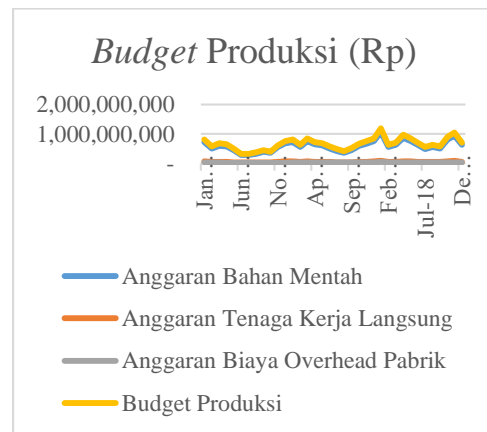 Budget Produksi (Rp)
2,000,000,000
1,000,000,000
-
Jan…
Jun…
No…
Ap…
Sep…
Feb…
Jul-18
De…
Anggaran Bahan Mentah
Anggaran Tenaga Kerja Langsung
Anggaran Biaya Overhead Pabrik
Budget Produksi